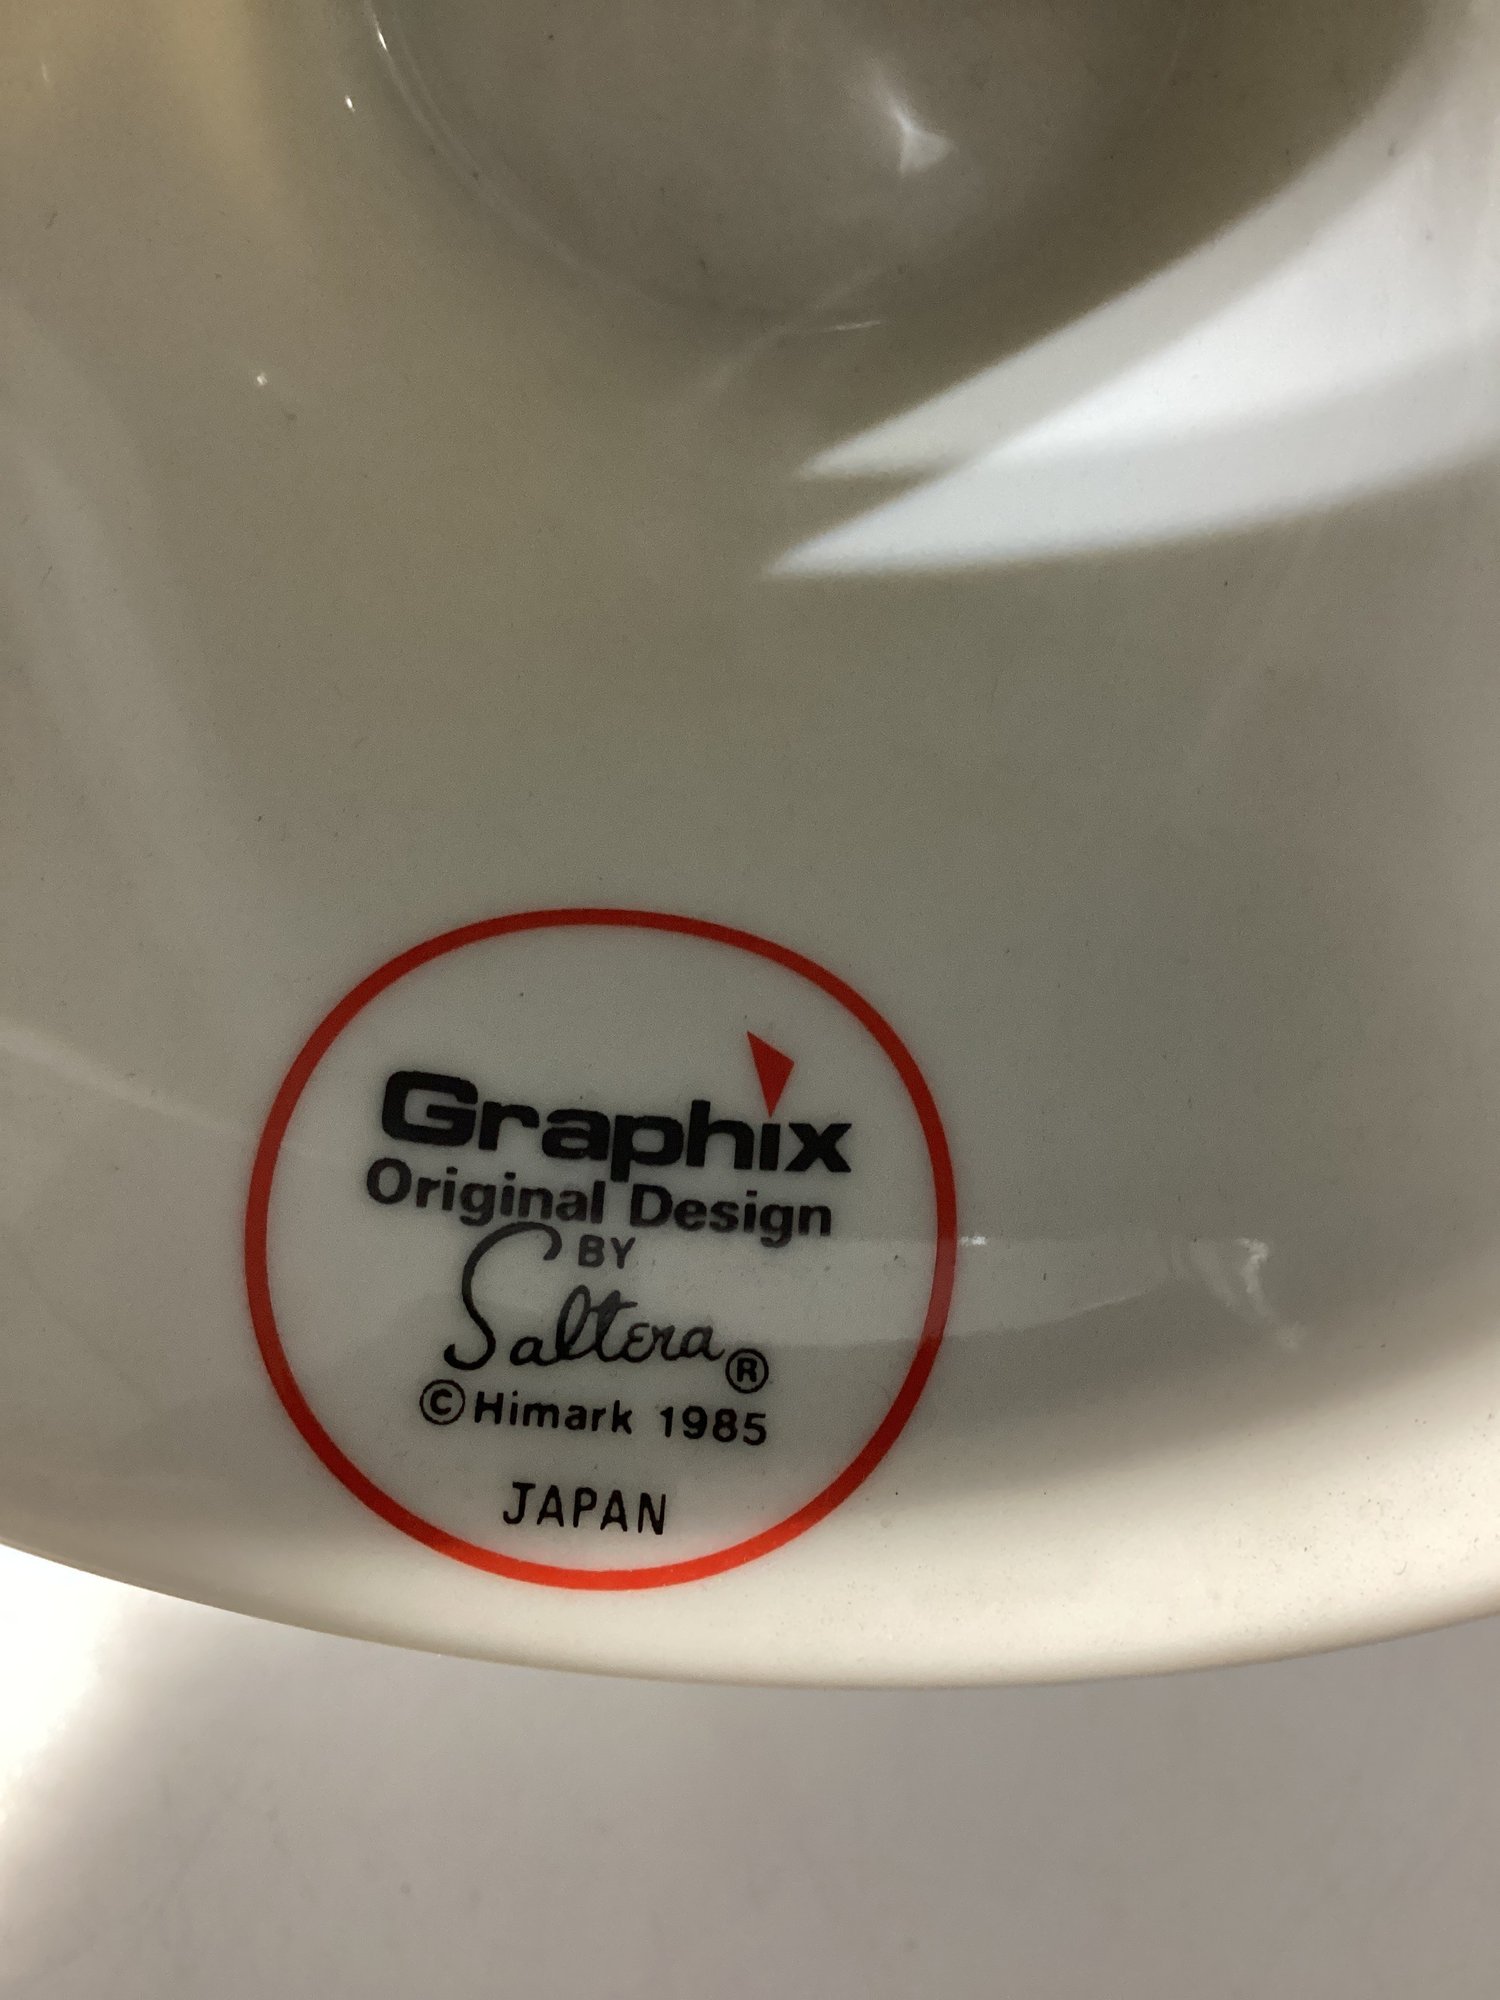 Graphix
Original Design
BY
Saltera®
©Himark 1985
JAPAN